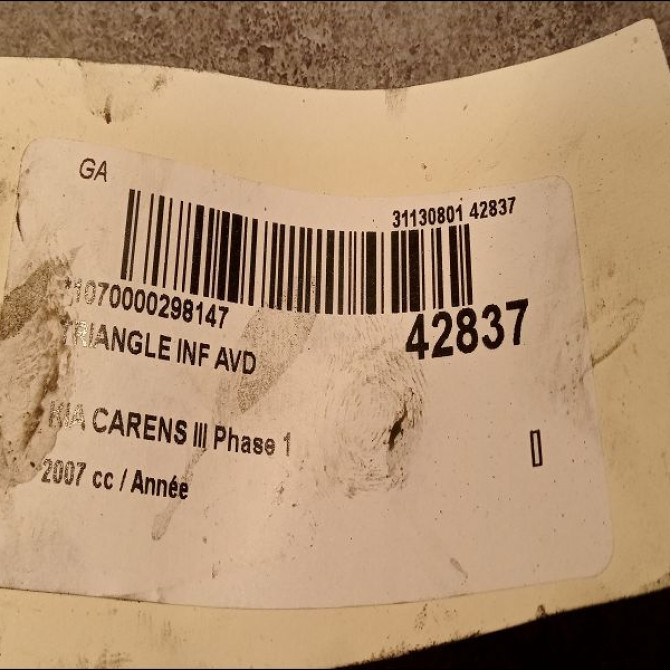 GA
31130801 42837
1070000298147
42837
TRIANGLE INF AVD
KIA CARENS III Phase 1
2007 cc / Année